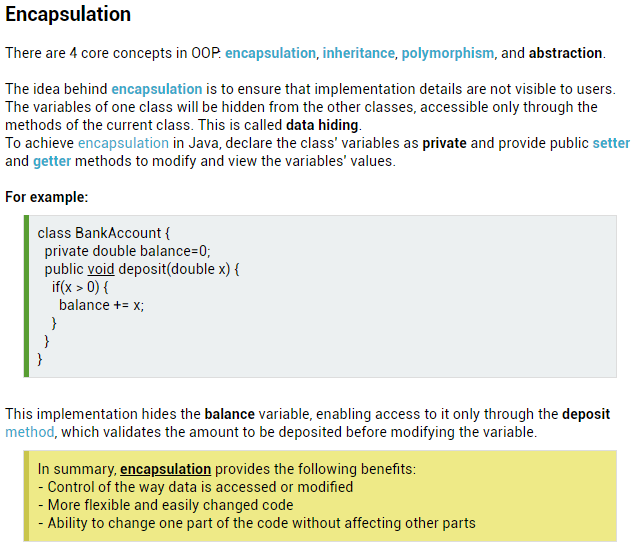 Encapsulation
There are 4 core concepts in OOP: encapsulation, inheritance, polymorphism, and abstraction.
The idea behind encapsulation is to ensure that implementation details are not visible to users.
The variables of one class will be hidden from the other classes, accessible only through the
methods of the current class. This is called data hiding.
To achieve encapsulation in Java, declare the class' variables as private and provide public setter
and getter methods to modify and view the variables' values.
For example:
class BankAccount {
private double balance=0;
public void deposit(double x) {
if(x > 0) {
balance += x;
}
}
}
This implementation hides the balance variable, enabling access to it only through the deposit
method, which validates the amount to be deposited before modifying the variable.
In summary, encapsulation provides the following benefits:
- Control of the way data is accessed or modified
- More flexible and easily changed code
- Ability to change one part of the code without affecting other parts